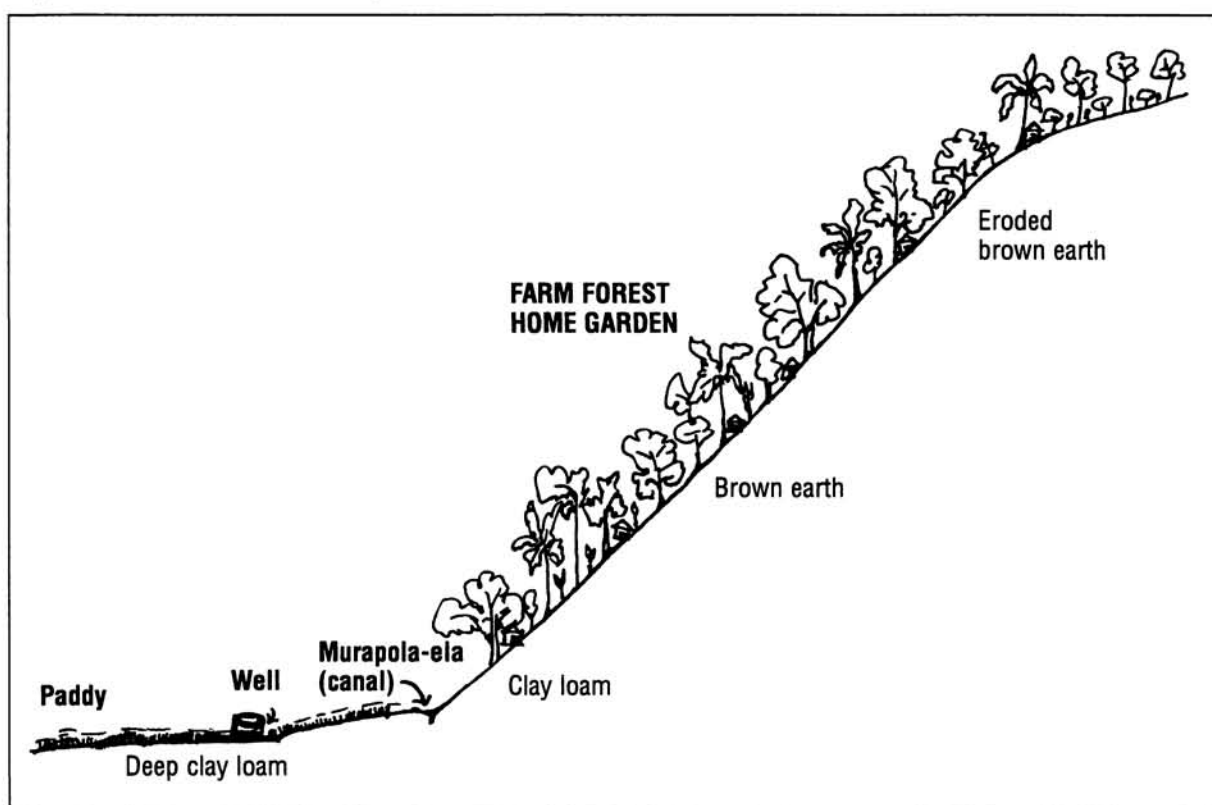 Eroded
brown earth
FARM FOREST
HOME GARDEN
Brown earth
Murapola-ela
(canal)
Clay loam
Well
Paddy
Deep clay loam